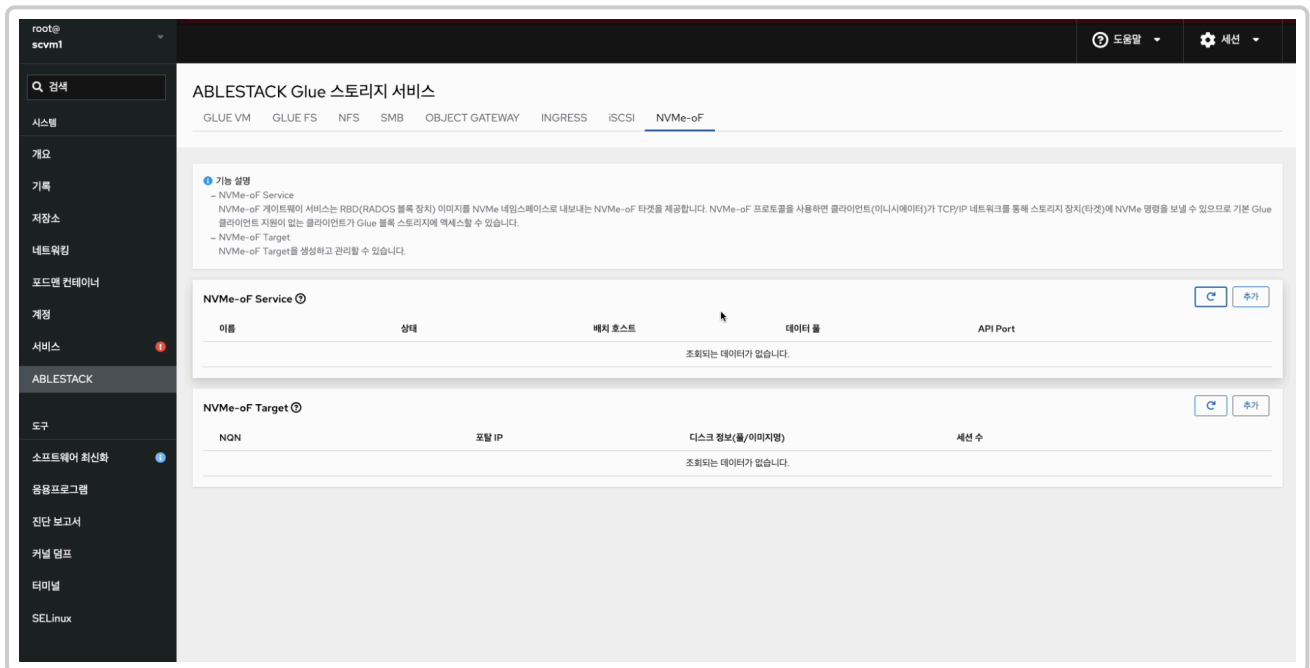 root@
scvm1
도움말
세션
검색
시스템
개요
기록
저장소
네트워킹
포드맨 컨테이너
계정
서비스
ABLESTACK
도구
소프트웨어 최신화
응용프로그램
진단 보고서
커널 덤프
터미널
SELinux
ABLESTACK Glue 스토리지 서비스
GLUE VM GLUE FS NFS SMB OBJECT GATEWAY INGRESS iSCSI NVMe-oF
기능 설명
– NVMe-oF Service
NVMe-oF 게이트웨이 서비스는 RBD(RADOS 블록 장치) 이미지를 NVMe 네임스페이스로 내보내는 NVMe-oF 타겟을 제공합니다. NVMe-oF 프로토콜을 사용하면 클라이언트(이니시에이터)가 TCP/IP 네트워크를 통해 스토리지 장치(타겟)에 NVMe 명령을 보낼 수 있으므로 기본 Glue
클라이언트 지원이 없는 클라이언트가 Glue 블록 스토리지에 액세스할 수 있습니다.
– NVMe-oF Target
NVMe-oF Target을 생성하고 관리할 수 있습니다.
NVMe-oF Service
추가
이름 상태 배치 호스트 데이터 풀 API Port
조회되는 데이터가 없습니다.
NVMe-oF Target
추가
NQN 포탈 IP 디스크 정보(풀/이미지명) 세션 수
조회되는 데이터가 없습니다.